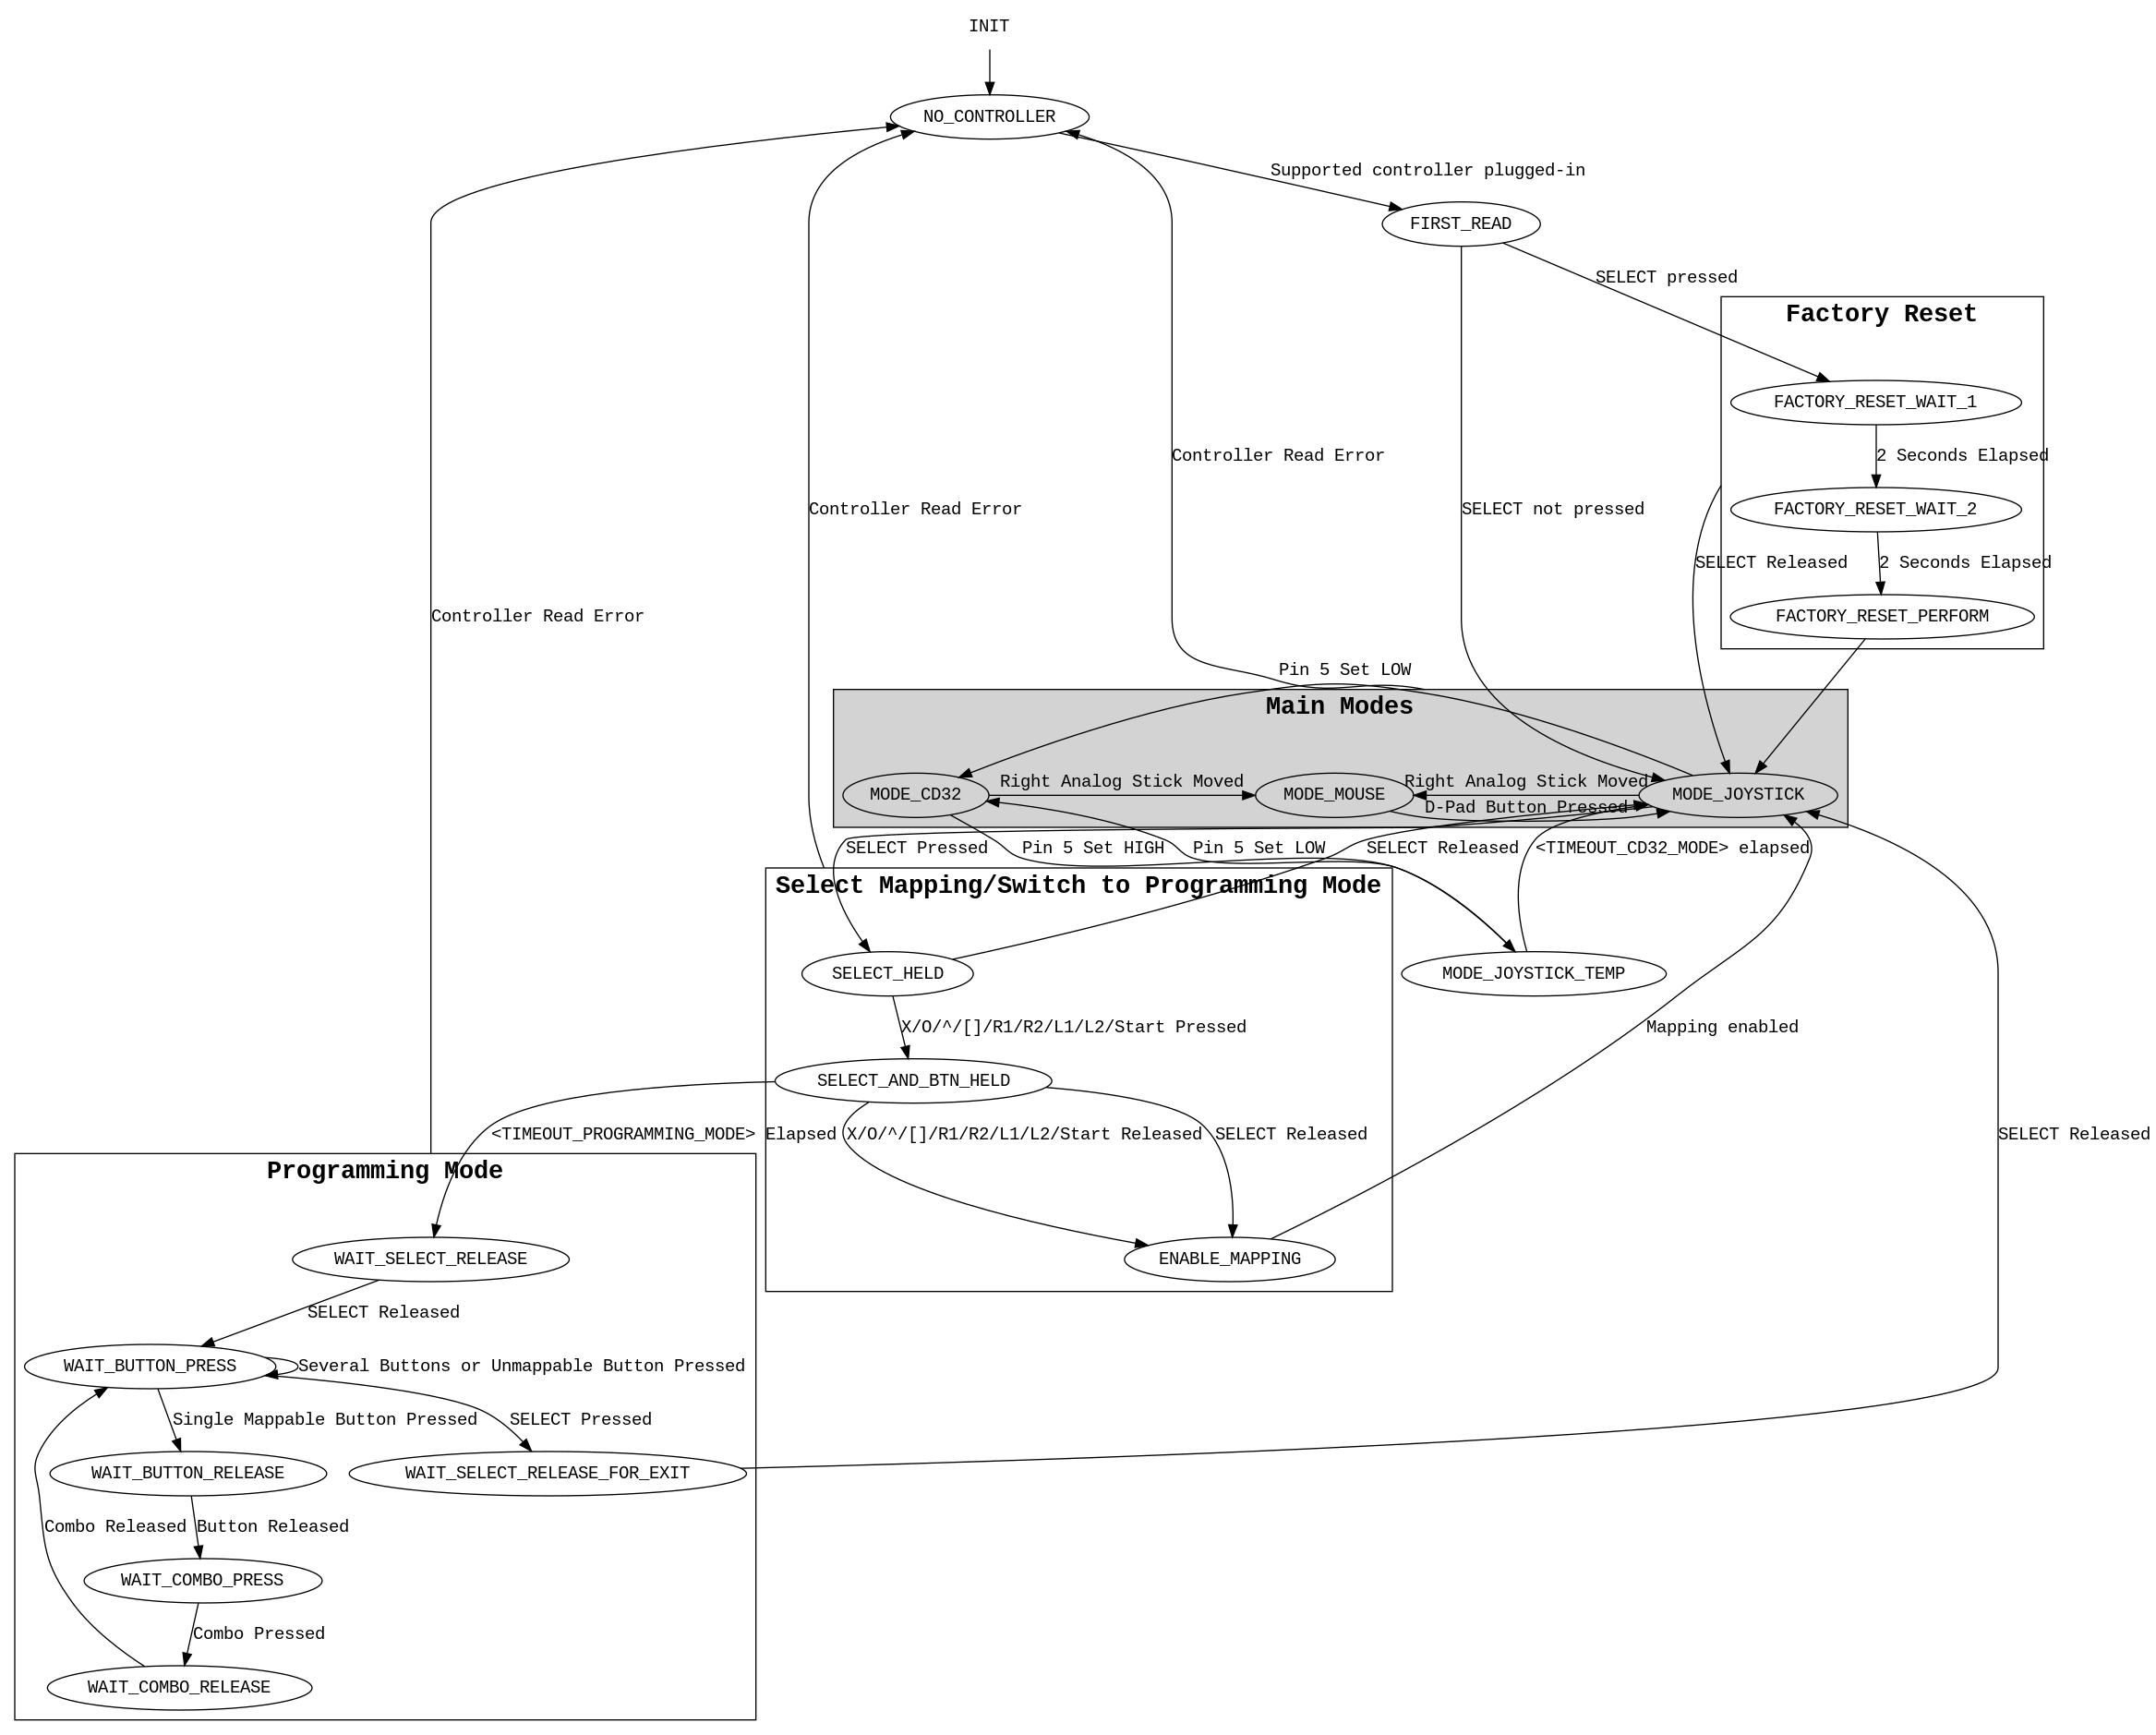 INIT
NO_CONTROLLER
Supported controller plugged-in
FIRST_READ
SELECT pressed
Factory Reset
FACTORY_RESET_WAIT_1
Controller Read Error
2 Seconds Elapsed
Controller Read Error
SELECT not pressed
FACTORY_RESET_WAIT_2
SELECT Released
2 Seconds Elapsed
Controller Read Error
FACTORY_RESET_PERFORM
Pin 5 Set LOW
Main Modes
Right Analog Stick Moved
Right Analog Stick Moved
MODE_CD32
MODE_MOUSE
MODE_JOYSTICK
D-Pad Button Pressed
SELECT Pressed
Pin 5 Set HIGH
Pin 5 Set LOW
SELECT Released
<TIMEOUT_CD32_MODE> elapsed
Select Mapping/Switch to Programming Mode
SELECT_HELD
MODE_JOYSTICK_TEMP
X/O/^/[]/R1/R2/L1/L2/Start Pressed
Mapping enabled
SELECT_AND_BTN_HELD
<TIMEOUT_PROGRAMMING_MODE> Elapsed
X/O/^/[]/R1/R2/L1/L2/Start Released
SELECT Released
SELECT Released
Programming Mode
WAIT_SELECT_RELEASE
ENABLE_MAPPING
SELECT Released
WAIT_BUTTON_PRESS
Several Buttons or Unmappable Button Pressed
Single Mappable Button Pressed
SELECT Pressed
WAIT_BUTTON_RELEASE
WAIT_SELECT_RELEASE_FOR_EXIT
Combo Released
Button Released
WAIT_COMBO_PRESS
Combo Pressed
WAIT_COMBO_RELEASE